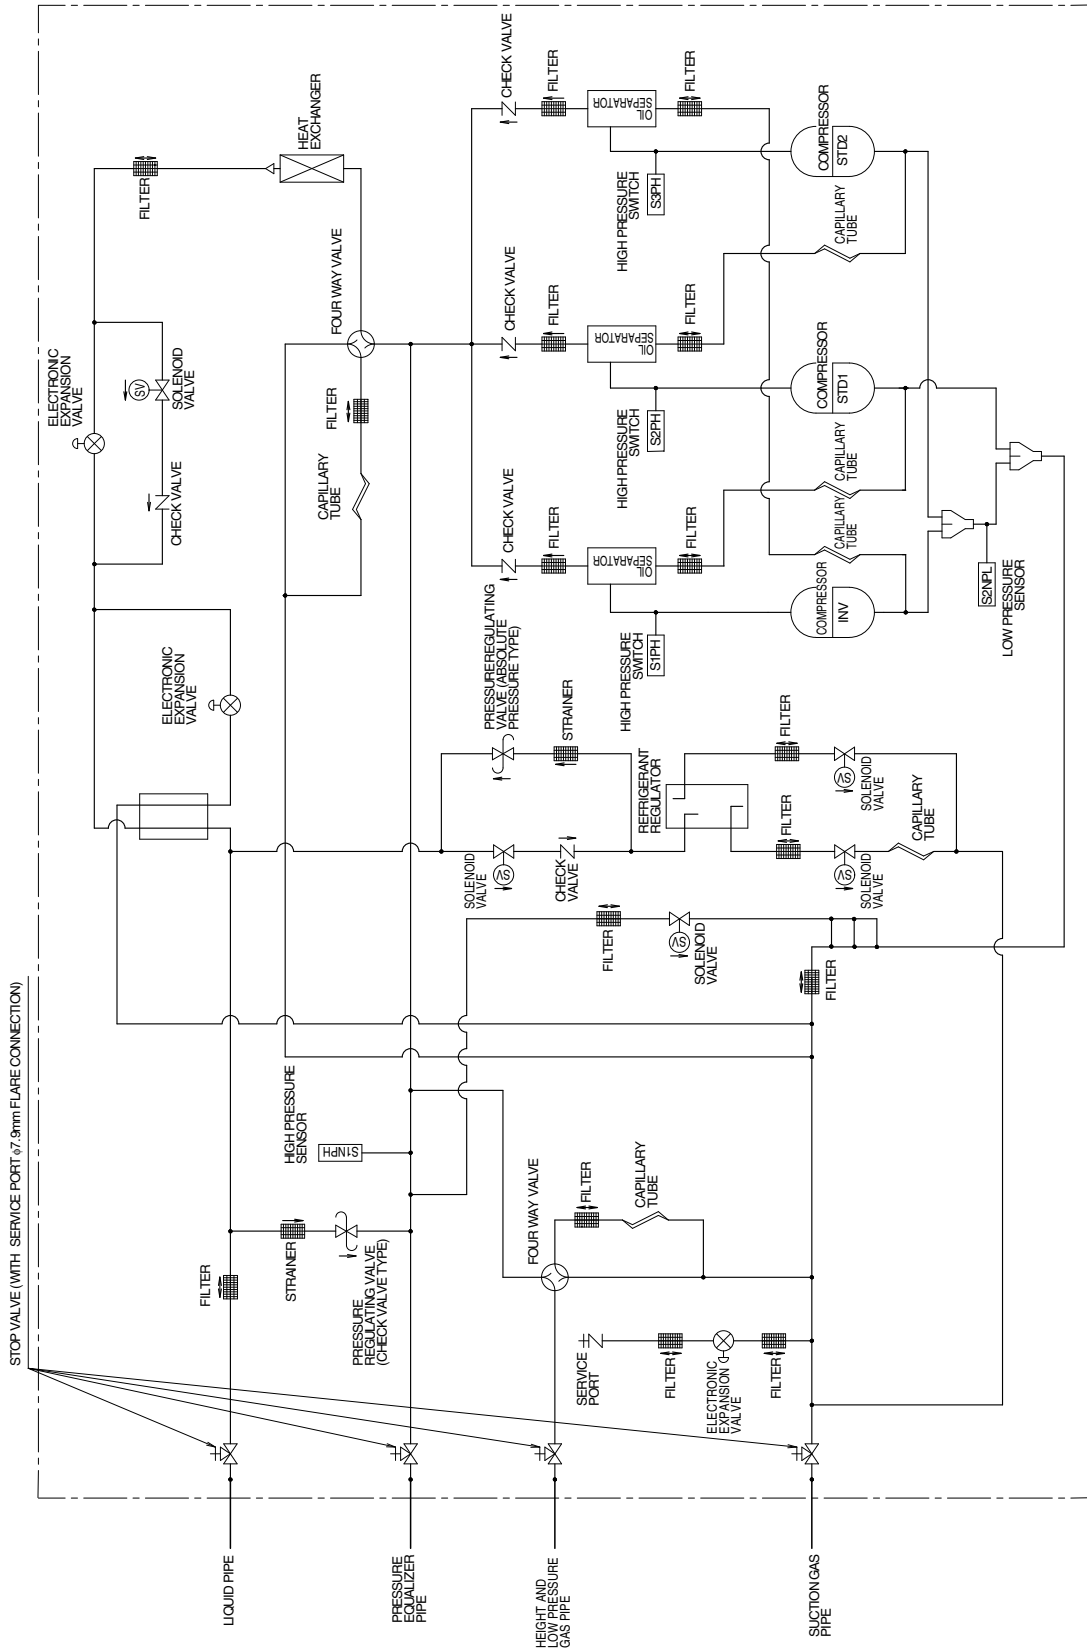 STOP VALVE (WITH SERVICE PORT φ7.9mm FLARE CONNECTION)
ELECTRONIC
EXPANSION
VALVE
SV
SOLENOID
VALVE
CHECK VALVE
FILTER
HEAT
EXCHANGER
ELECTRONIC
EXPANSION
VALVE
FOUR WAY VALVE
FILTER
CAPILLARY
TUBE
LIQUID PIPE
FILTER
STRAINER
PRESSURE
REGULATING VALVE
(CHECK VALVE TYPE)
HIGH PRESSURE
SENSOR
S1NPH
PRESSURE
EQUALIZER
PIPE
SOLENOID
VALVE
SV
CHECK
VALVE
PRESSURE REGULATING
VALVE (ABSOLUTE
PRESSURE TYPE)
STRAINER
CHECK VALVE
CHECK VALVE
CHECK VALVE
FILTER
FILTER
FILTER
OIL
SEPARATOR
OIL
SEPARATOR
OIL
SEPARATOR
FILTER
FILTER
FILTER
HIGH PRESSURE
SWITCH
S1PH
HIGH PRESSURE
SWITCH
S2PH
HIGH PRESSURE
SWITCH
S3PH
HEIGHT AND
LOW PRESSURE
GAS PIPE
FOUR WAY VALVE
FILTER
CAPILLARY
TUBE
FILTER
SV
SOLENOID
VALVE
REFRIGERANT
REGULATOR
FILTER
FILTER
SV
SOLENOID
VALVE
SV
SOLENOID
VALVE
CAPILLARY
TUBE
COMPRESSOR
INV
CAPILLARY
TUBE
CAPILLARY
TUBE
COMPRESSOR
STD1
CAPILLARY
TUBE
COMPRESSOR
STD2
SERVICE
PORT
FILTER
ELECTRONIC
EXPANSION
VALVE
FILTER
SUCTION GAS
PIPE
FILTER
S2NPL
LOW PRESSURE
SENSOR